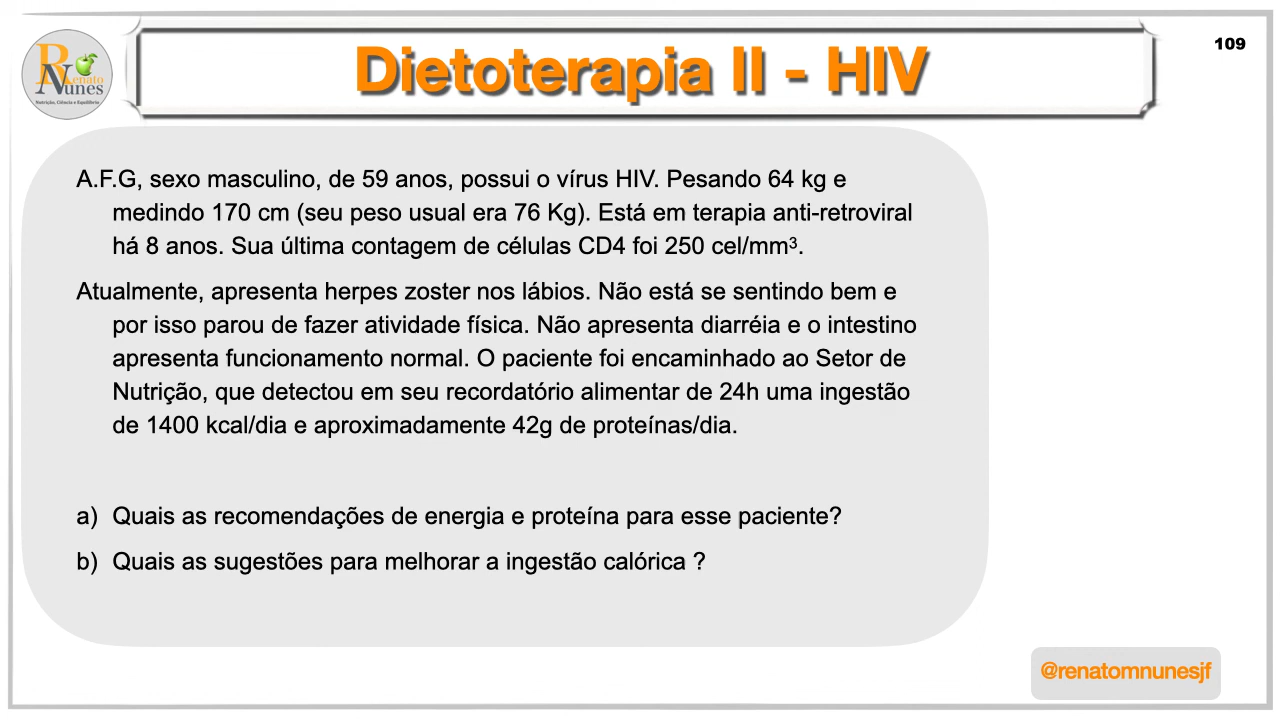 Dietoterapia II - HIV
109
RN
Renato
Nunes
Nutrição, Ciência e Equilíbrio
A.F.G, sexo masculino, de 59 anos, possui o vírus HIV. Pesando 64 kg e
medindo 170 cm (seu peso usual era 76 Kg). Está em terapia anti-retroviral
há 8 anos. Sua última contagem de células CD4 foi 250 cel/mm³.
Atualmente, apresenta herpes zoster nos lábios. Não está se sentindo bem e
por isso parou de fazer atividade física. Não apresenta diarréia e o intestino
apresenta funcionamento normal. O paciente foi encaminhado ao Setor de
Nutrição, que detectou em seu recordatório alimentar de 24h uma ingestão
de 1400 kcal/dia e aproximadamente 42g de proteínas/dia.
a) Quais as recomendações de energia e proteína para esse paciente?
b) Quais as sugestões para melhorar a ingestão calórica ?
@renatomnunesjf